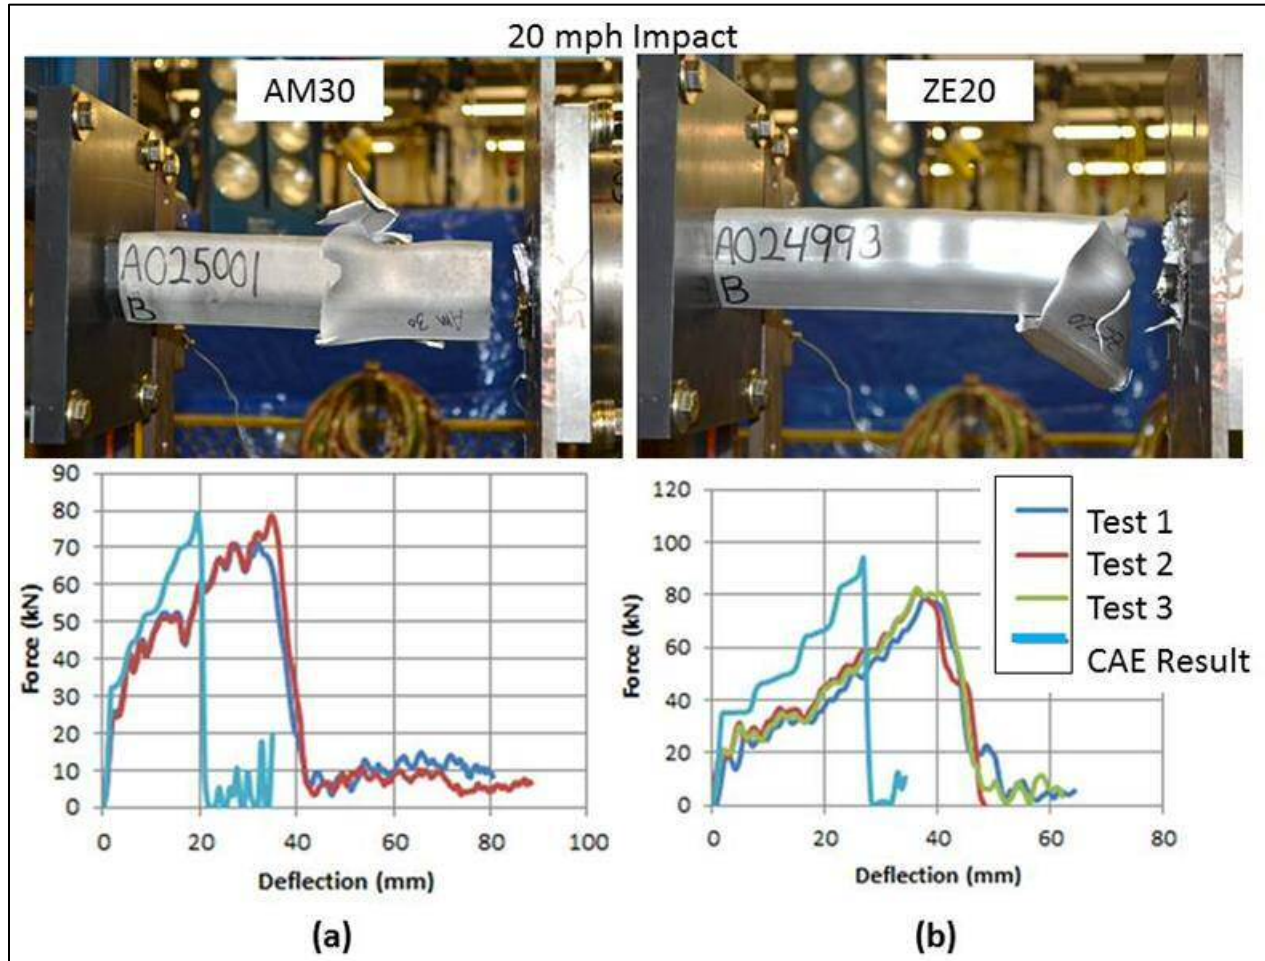 20 mph Impact
AM30
ZE20
A025001
B
Am 30
A024993
B
ZE20
90
80
70
60
50
40
30
20
10
0
Force (kN)
0 20 40 60 80 100
Deflection (mm)
(a)
120
100
80
60
40
20
0
Force (kN)
0 20 40 60 80
Deflection (mm)
(b)
Test 1
Test 2
Test 3
CAE Result